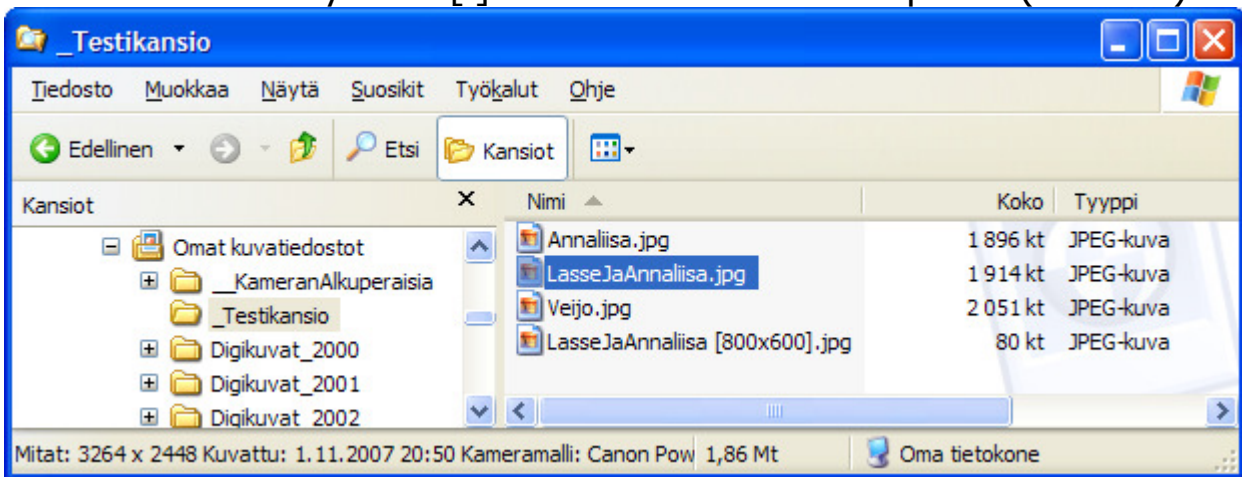 _Testikansio
Tiedosto Muokkaa Näytä Suosikit Työkalut Ohje
Edellinen Etsi Kansiot
Kansiot
Nimi Koko Tyyppi
Omat kuvatiedostot
__KameranAlkuperaisia
_Testikansio
Digikuvat_2000
Digikuvat_2001
Digikuvat_2002
Annaliisa.jpg 1 896 kt JPEG-kuva
LasseJaAnnaliisa.jpg 1 914 kt JPEG-kuva
Veijo.jpg 2 051 kt JPEG-kuva
LasseJaAnnaliisa [800x600].jpg 80 kt JPEG-kuva
Mitat: 3264 x 2448 Kuvattu: 1.11.2007 20:50 Kameramalli: Canon Pow 1,86 Mt Oma tietokone